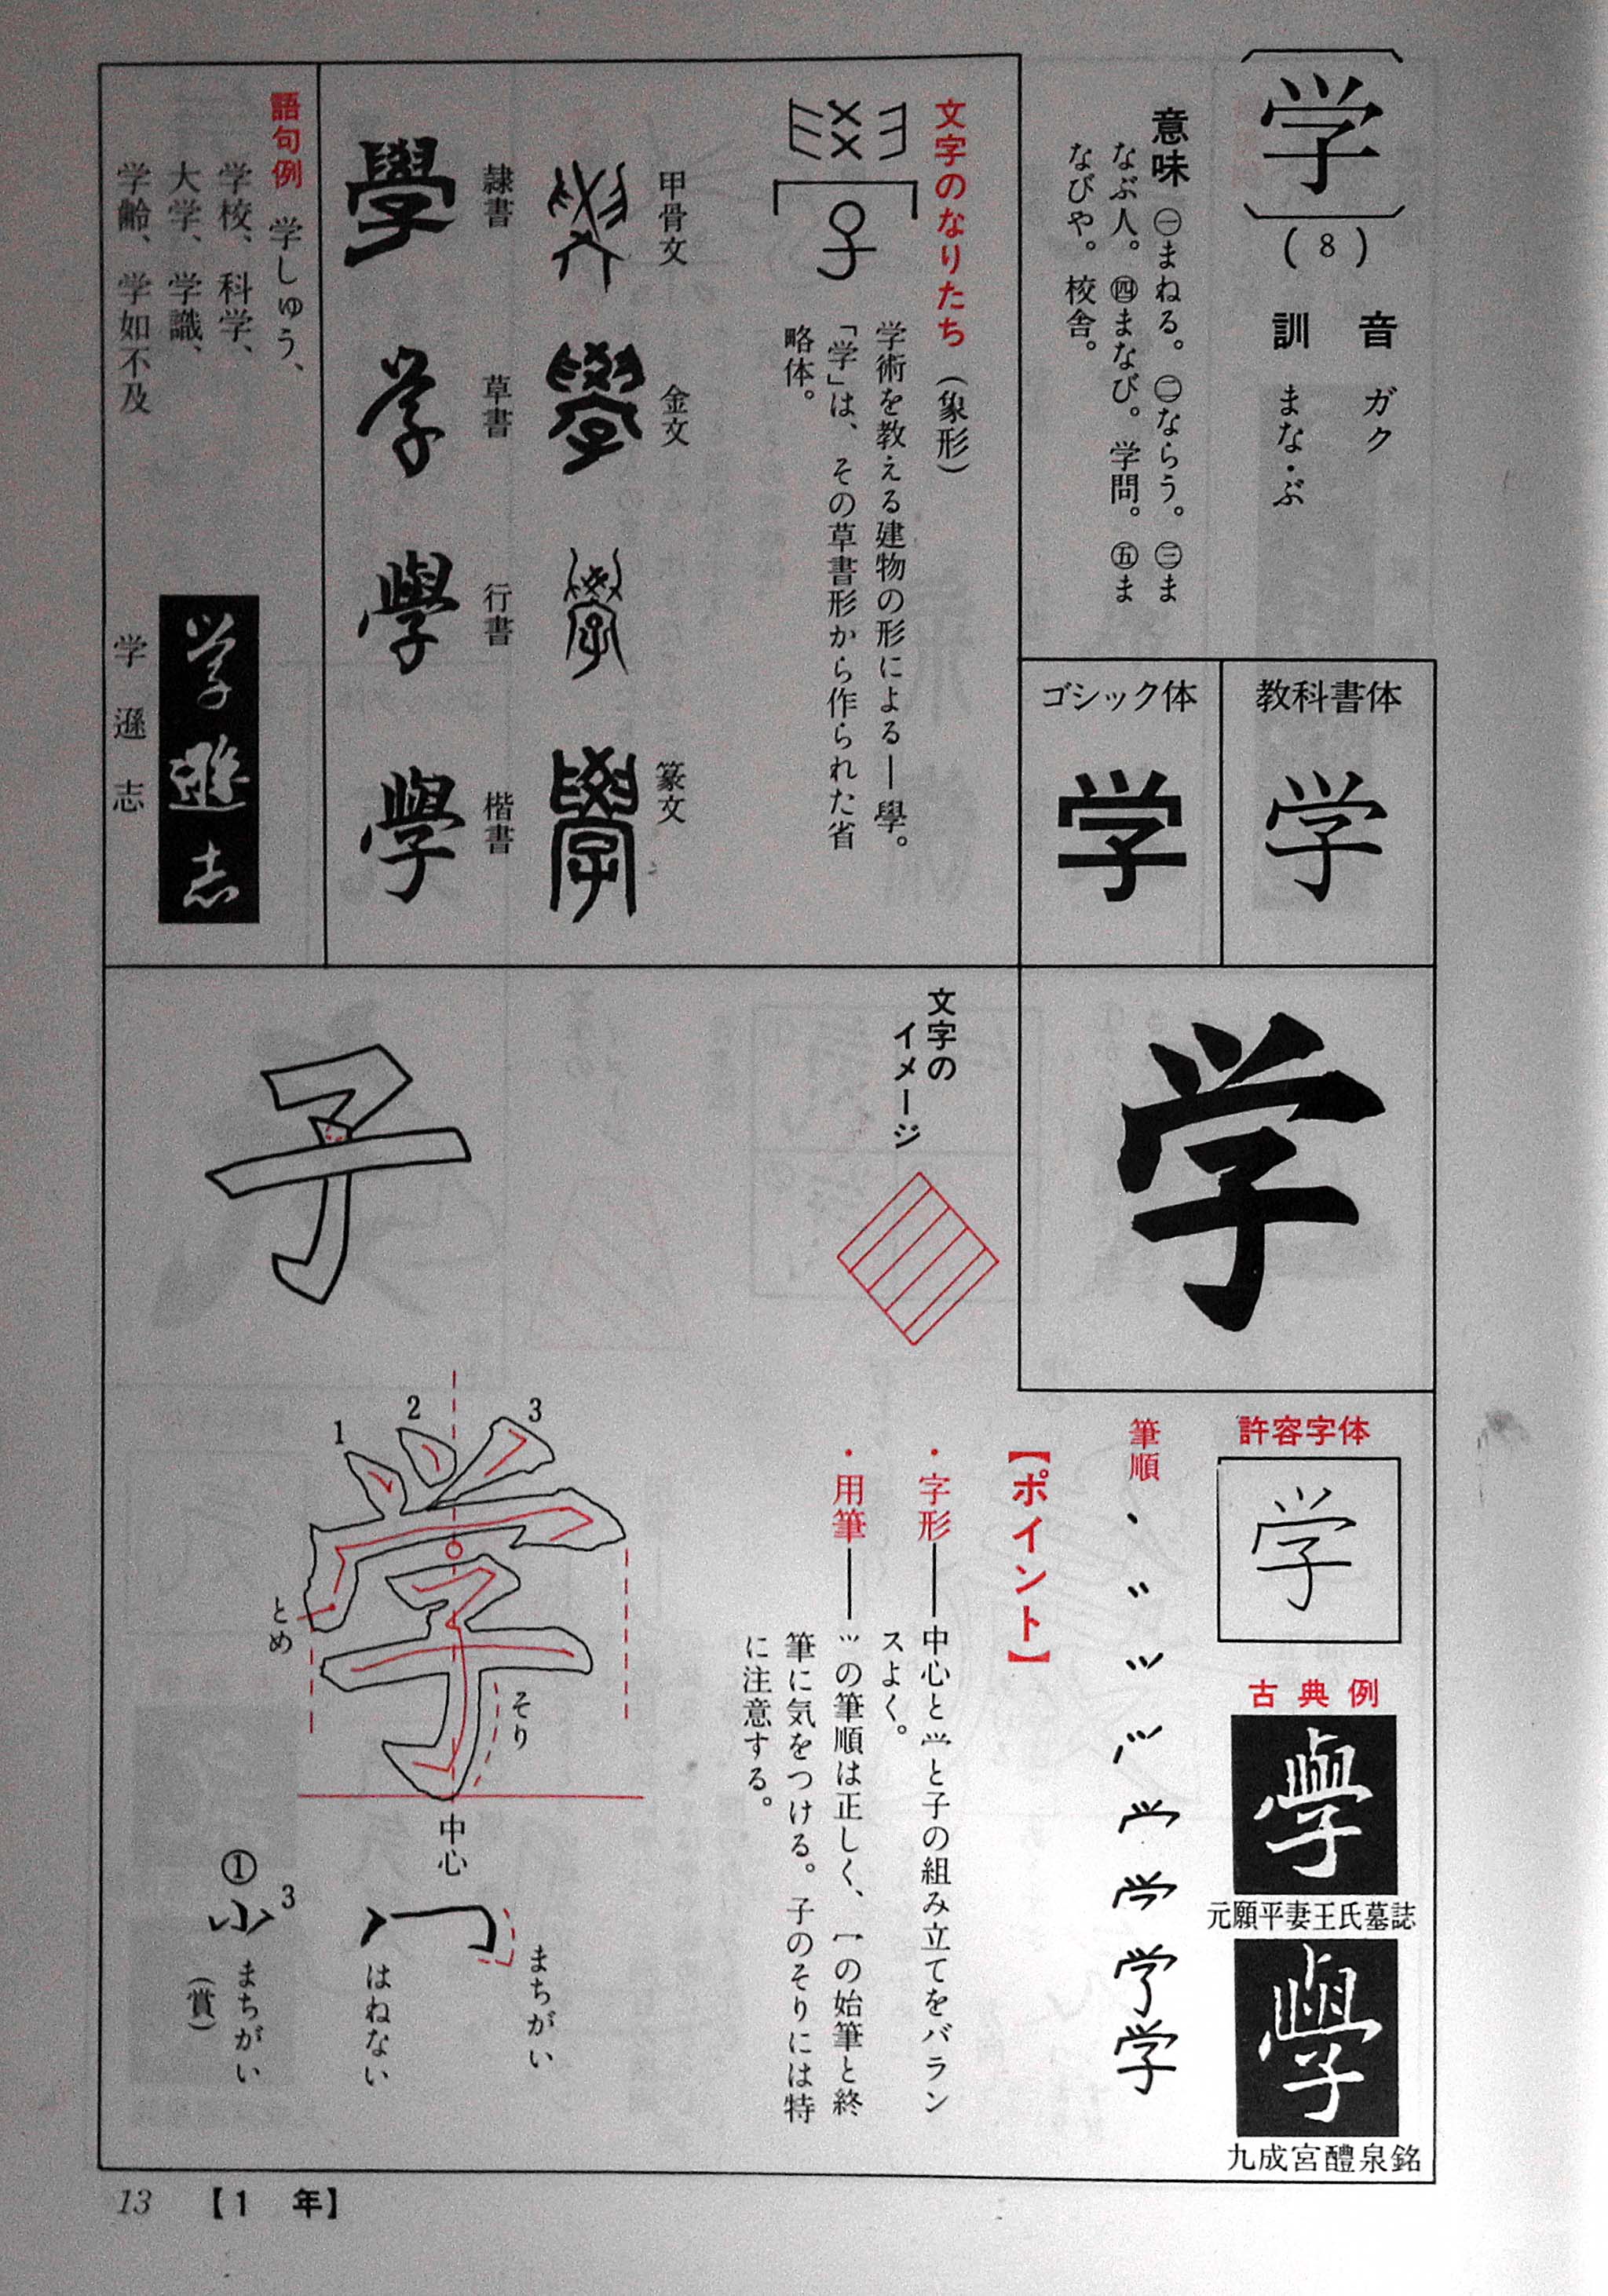 学
(8)
音 ガク
訓 まな・ぶ
意味 ㊀まねる。㊁ならう。㊂ま
なぶ人。㊃まなび。学問。㊄ま
なびや。校舎。
教科書体
学
ゴシック体
学
学
文字のなりたち（象形）
学術を教える建物の形による—學。
「学」は、その草書形から作られた省
略体。
甲骨文
金文
篆文
隷書
學
草書
学
行書
學
楷書
學
語句例 学しゅう、
学校、科学、
大学、学識、
学齢、学如不及
学遜志
学遜志
許容字体
学
古典例
學
元願平妻王氏墓誌
學
九成宮醴泉銘
筆順
学
【ポイント】
・字形——中心と⺍と子の組み立てをバラン
スよく。
・用筆——⺍の筆順は正しく、冖の始筆と終
筆に気をつける。子のそりには特
に注意する。
文字の
イメージ
子
1
2
3
学
とめ
そり
中心
まちがい
はねない
①
3
まちがい
（賞）
13 【1 年】